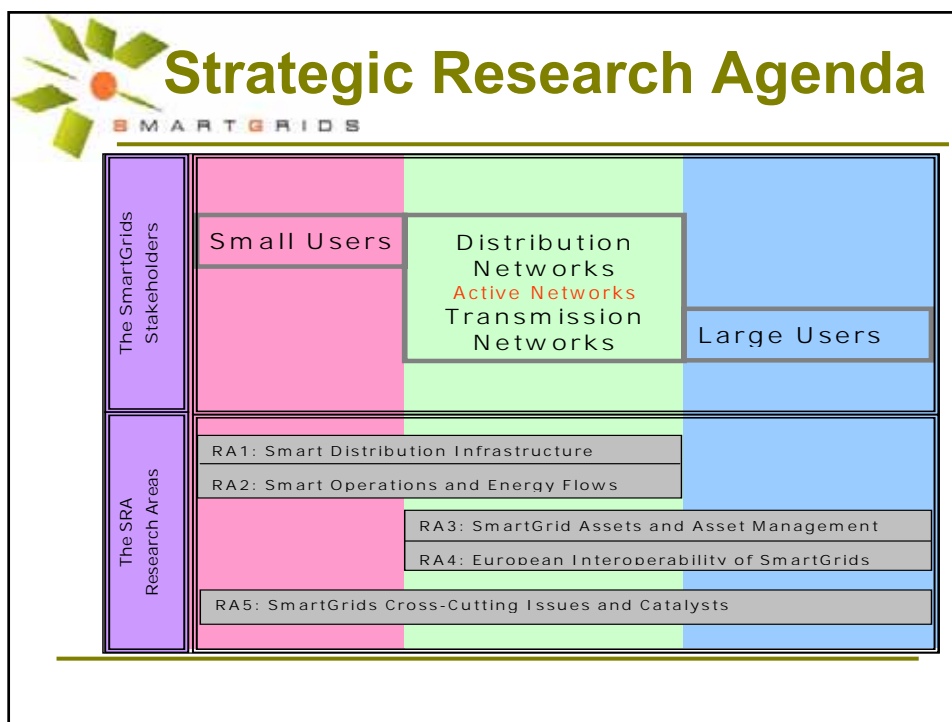 Strategic Research Agenda
SMARTGRIDS
The SmartGrids
Stakeholders
Small Users
Distribution
Networks
Active Networks
Transmission
Networks
Large Users
The SRA
Research Areas
RA1: Smart Distribution Infrastructure
RA2: Smart Operations and Energy Flows
RA3: SmartGrid Assets and Asset Management
RA4: European Interoperability of SmartGrids
RA5: SmartGrids Cross-Cutting Issues and Catalysts